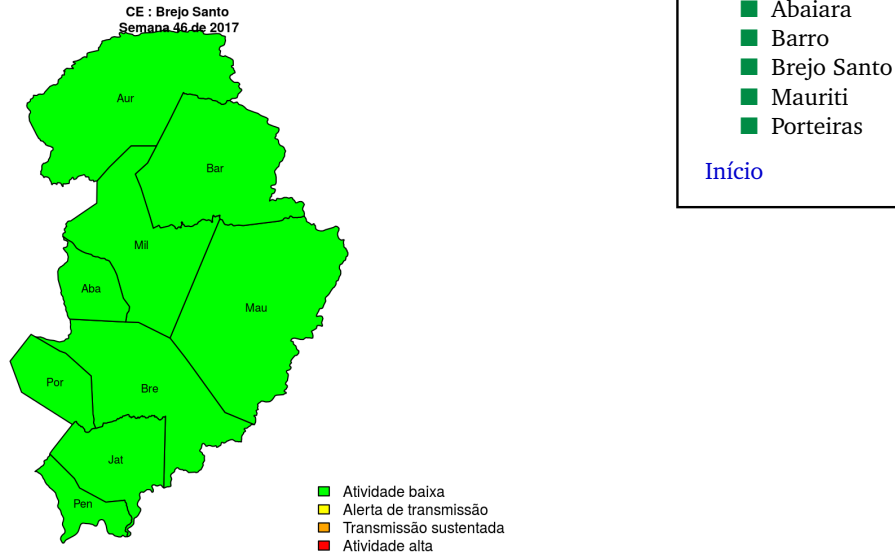 CE : Brejo Santo
Semana 46 de 2017
Aur
Bar
Mil
Aba
Mau
Por
Bre
Jat
Pen
Atividade baixa
Alerta de transmissão
Transmissão sustentada
Atividade alta
Abaiara
Barro
Brejo Santo
Mauriti
Porteiras
Início